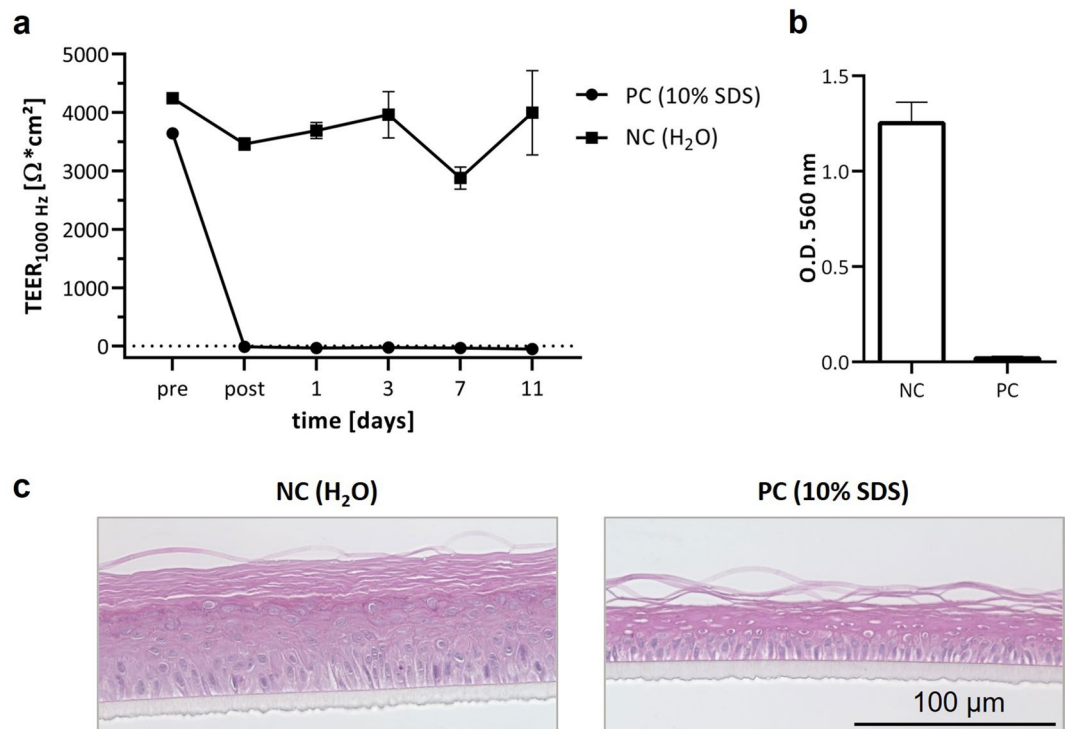 a
TEER1000 Hz [Ω*cm²]
5000
4000
3000
2000
1000
0
pre post 1 3 7 11
time [days]
PC (10% SDS)
NC (H₂O)
b
O.D. 560 nm
1.5
1.0
0.5
0.0
NC PC
c
NC (H₂O)
PC (10% SDS)
100 μm